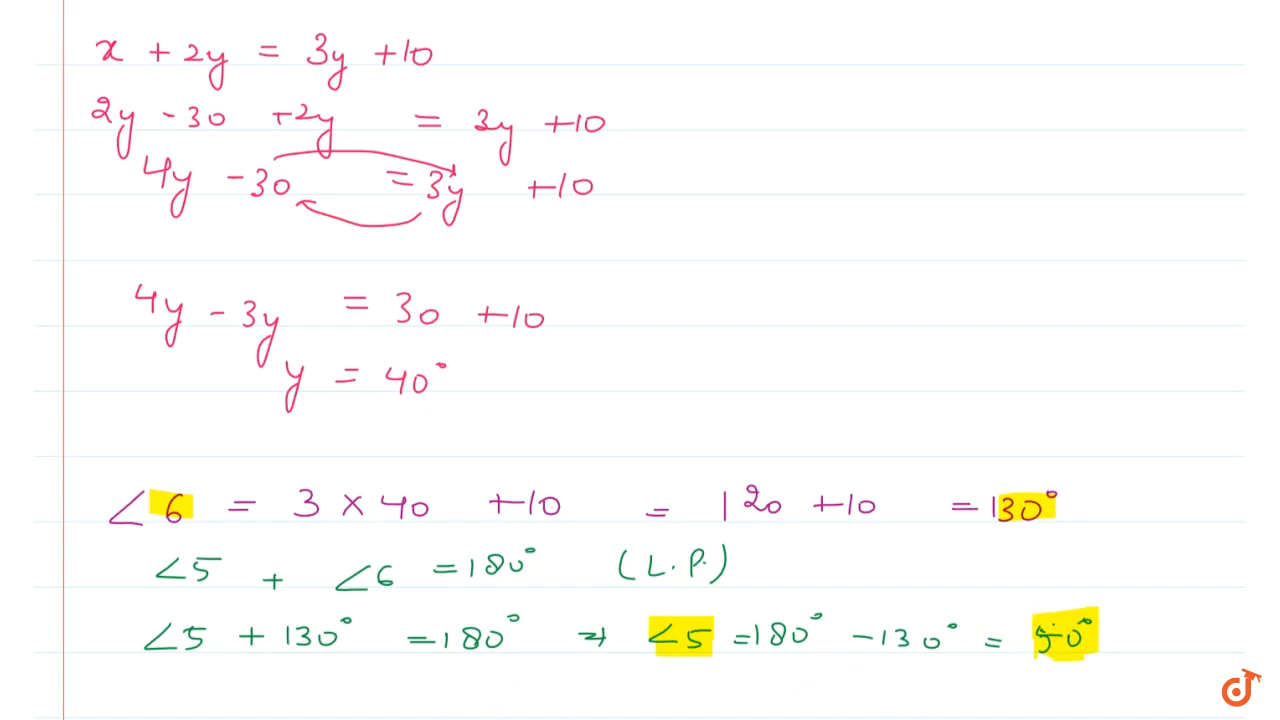 x + 2y = 3y + 10
2y - 30 + 2y = 3y + 10
4y - 30 = 3y + 10
4y - 3y = 30 + 10
y = 40°
∠6 = 3 × 40 + 10 = 120 + 10 = 130°
∠5 + ∠6 = 180° (L.P.)
∠5 + 130° = 180° ⇒ ∠5 = 180° - 130° = 50°